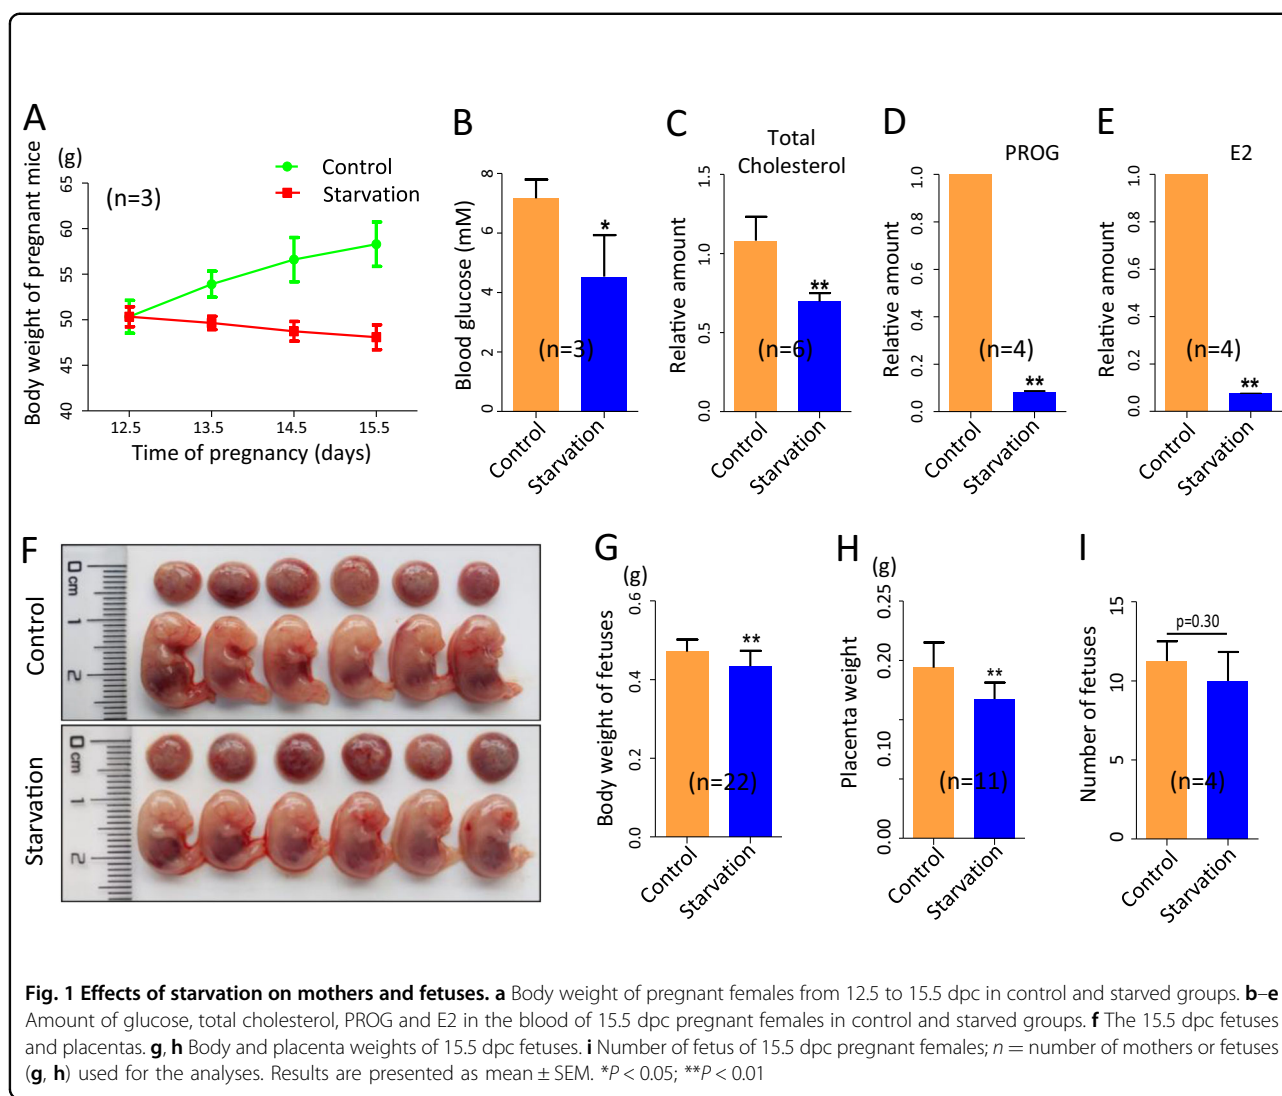 A
(g)
Body weight of pregnant mice
65
60
55
50
45
40
(n=3)
Control
Starvation
12.5 13.5 14.5 15.5
Time of pregnancy (days)
B
Blood glucose (mM)
8
6
4
2
0
*
(n=3)
Control
Starvation
C
Total
Cholesterol
Relative amount
1.5
1.0
0.5
0.0
**
(n=6)
Control
Starvation
D
PROG
Relative amount
1.0
0.8
0.6
0.4
0.2
0.0
(n=4)
**
Control
Starvation
E
E2
Relative amount
1.0
0.8
0.6
0.4
0.2
0.0
(n=4)
**
Control
Starvation
F
Control
0
cm
1
2
Starvation
0
cm
1
2
G
(g)
Body weight of fetuses
0.6
0.4
0.2
0.0
**
(n=22)
Control
Starvation
H
(g)
Placenta weight
0.25
0.20
0.10
0.00
**
(n=11)
Control
Starvation
I
Number of fetuses
15
10
5
0
p=0.30
(n=4)
Control
Starvation
Fig. 1 Effects of starvation on mothers and fetuses. a Body weight of pregnant females from 12.5 to 15.5 dpc in control and starved groups. b–e
Amount of glucose, total cholesterol, PROG and E2 in the blood of 15.5 dpc pregnant females in control and starved groups. f The 15.5 dpc fetuses
and placentas. g, h Body and placenta weights of 15.5 dpc fetuses. i Number of fetus of 15.5 dpc pregnant females; n = number of mothers or fetuses
(g, h) used for the analyses. Results are presented as mean ± SEM. *P < 0.05; **P < 0.01